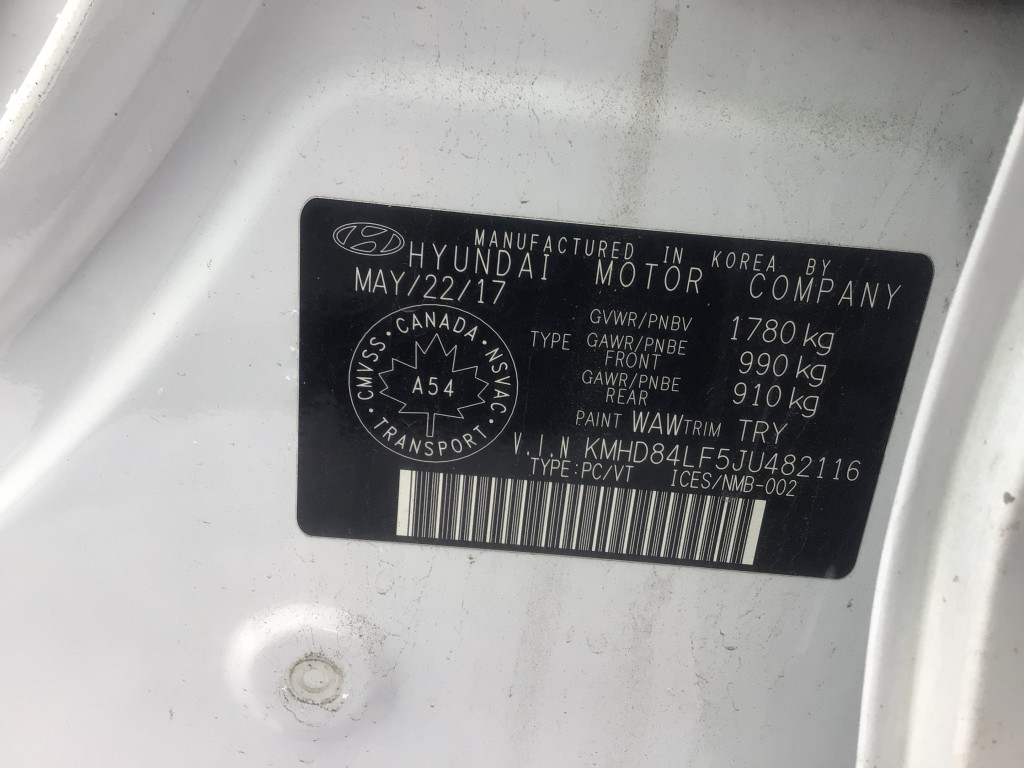 MANUFACTURED IN KOREA BY
HYUNDAI MOTOR COMPANY
MAY/22/17
GVWR/PNBV 1780 kg
TYPE GAWR/PNBE FRONT 990 kg
GAWR/PNBE REAR 910 kg
PAINT WAW TRIM TRY
V.I.N KMHD84LF5JU482116
TYPE:PC/VT ICES/NMB-002
CMVSS·CANADA·NSVAC·TRANSPORT·
A54